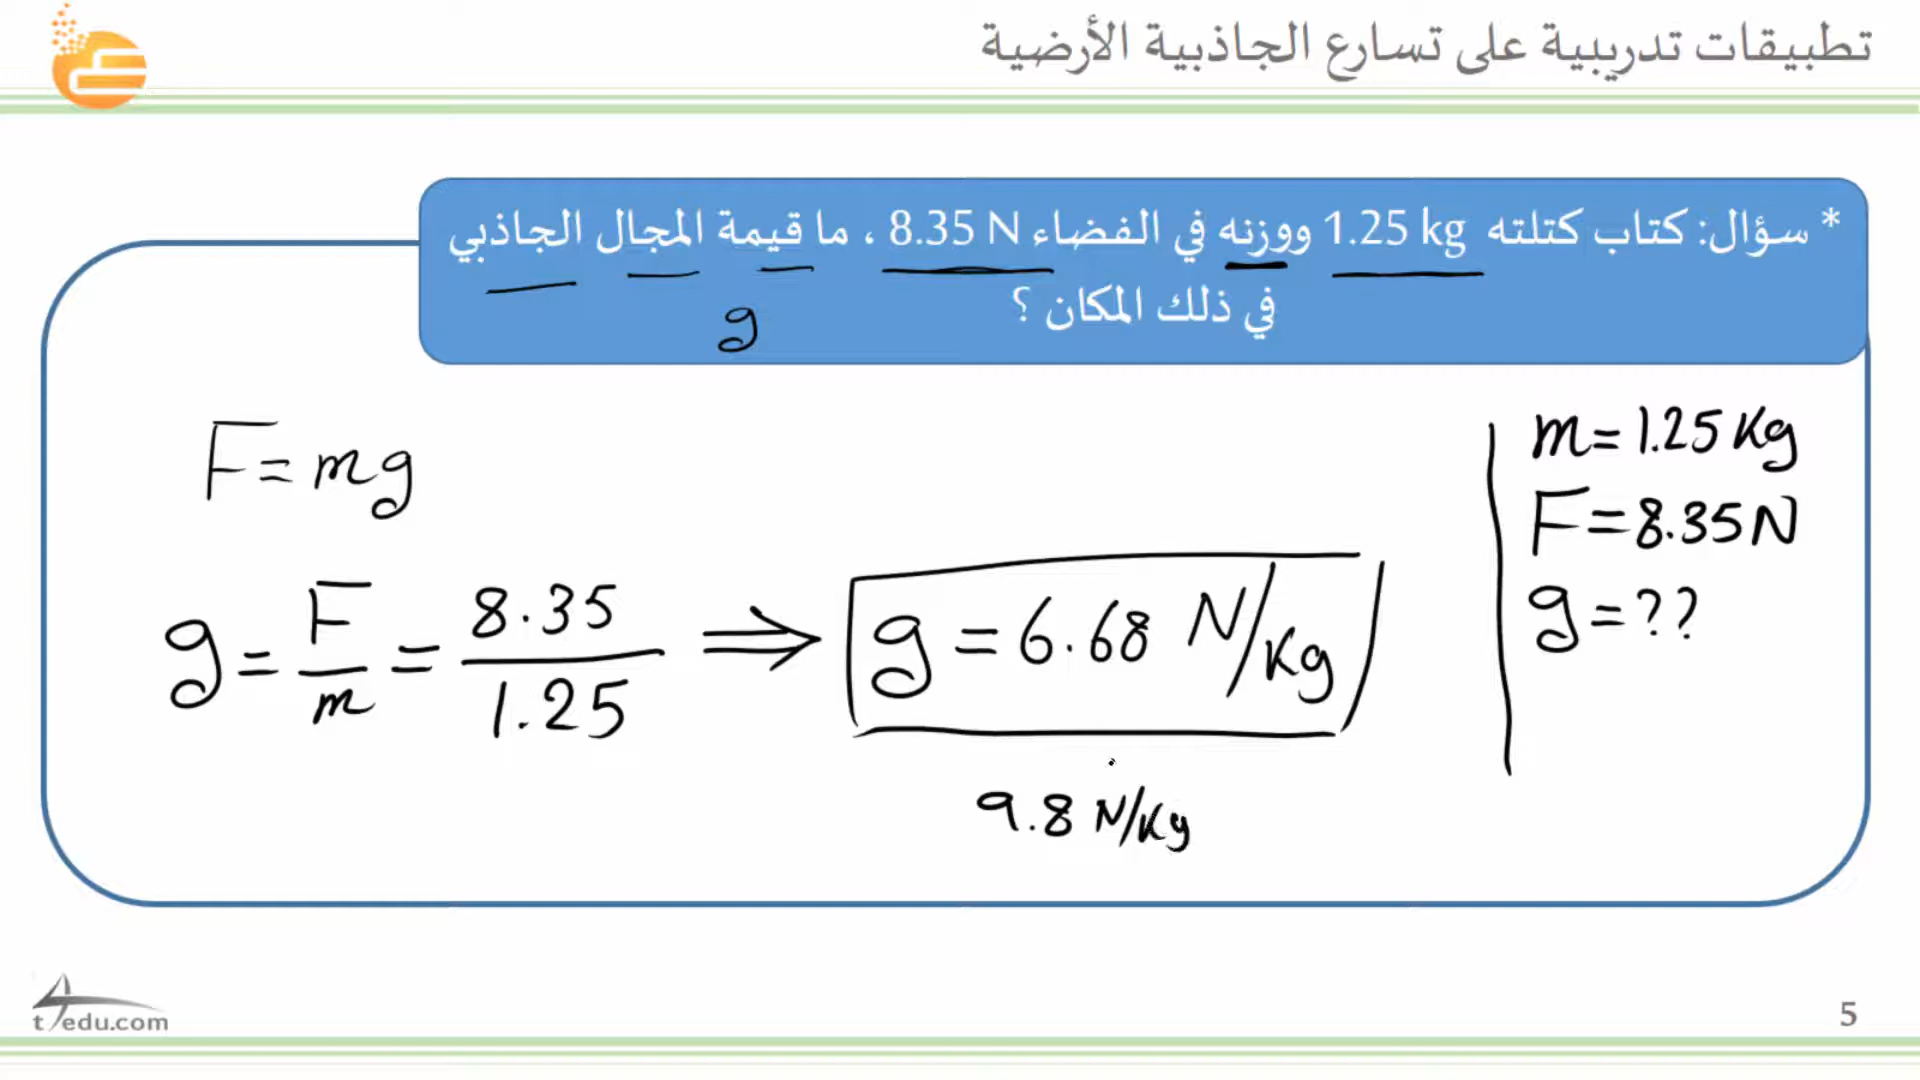 تطبيقات تدريبية على تسارع الجاذبية الأرضية
* سؤال: كتاب كتلته 1.25 kg ووزنه في الفضاء 8.35 N ، ما قيمة المجال الجاذبي
في ذلك المكان ؟
g
m = 1.25 Kg
F = 8.35 N
g = ??
F = mg
g = F/m = 8.35/1.25 ⟹ g = 6.68 N/Kg
9.8 N/Kg
t4edu.com
5